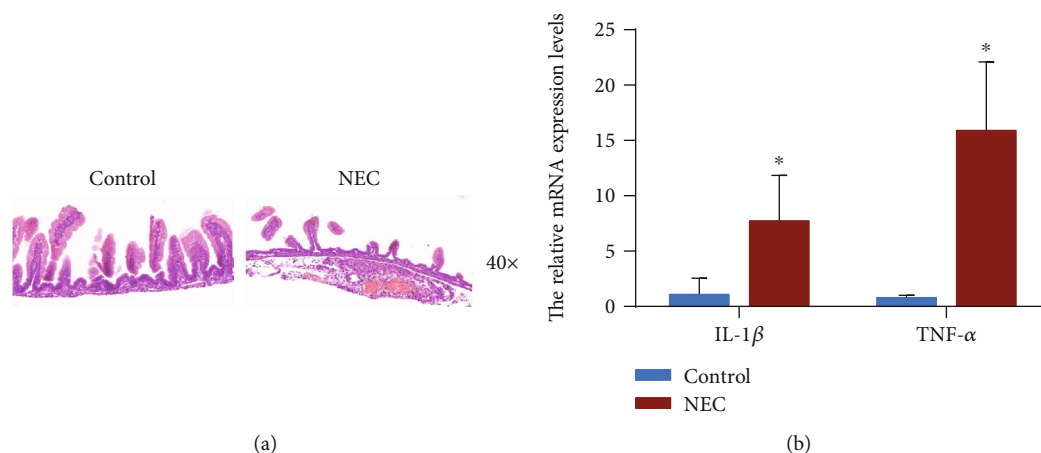 Control
NEC
40×
(a)
The relative mRNA expression levels
25
20
15
10
5
0
*
*
IL-1β
TNF-α
Control
NEC
(b)